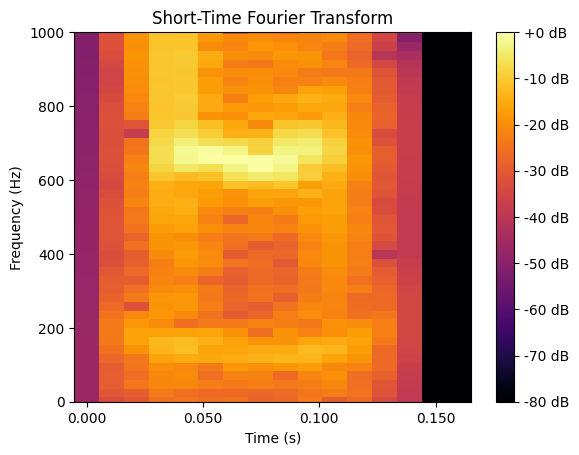 Short-Time Fourier Transform
1000
800
600
400
200
0
Frequency (Hz)
0.000
0.050
0.100
0.150
Time (s)
+0 dB
-10 dB
-20 dB
-30 dB
-40 dB
-50 dB
-60 dB
-70 dB
-80 dB